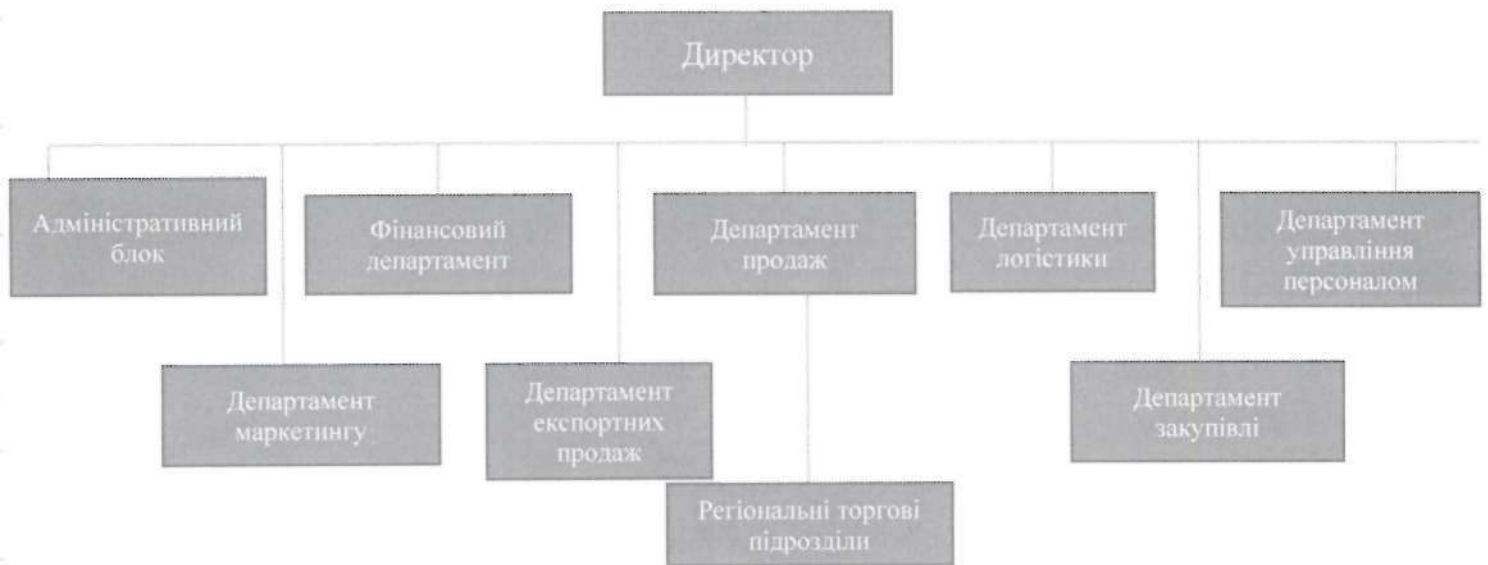 Директор
Адміністративний
блок
Фінансовий
департамент
Департамент
продаж
Департамент
логістики
Департамент
управління
персоналом
Департамент
маркетингу
Департамент
експортних
продаж
Департамент
закупівлі
Регіональні торгові
підрозділи